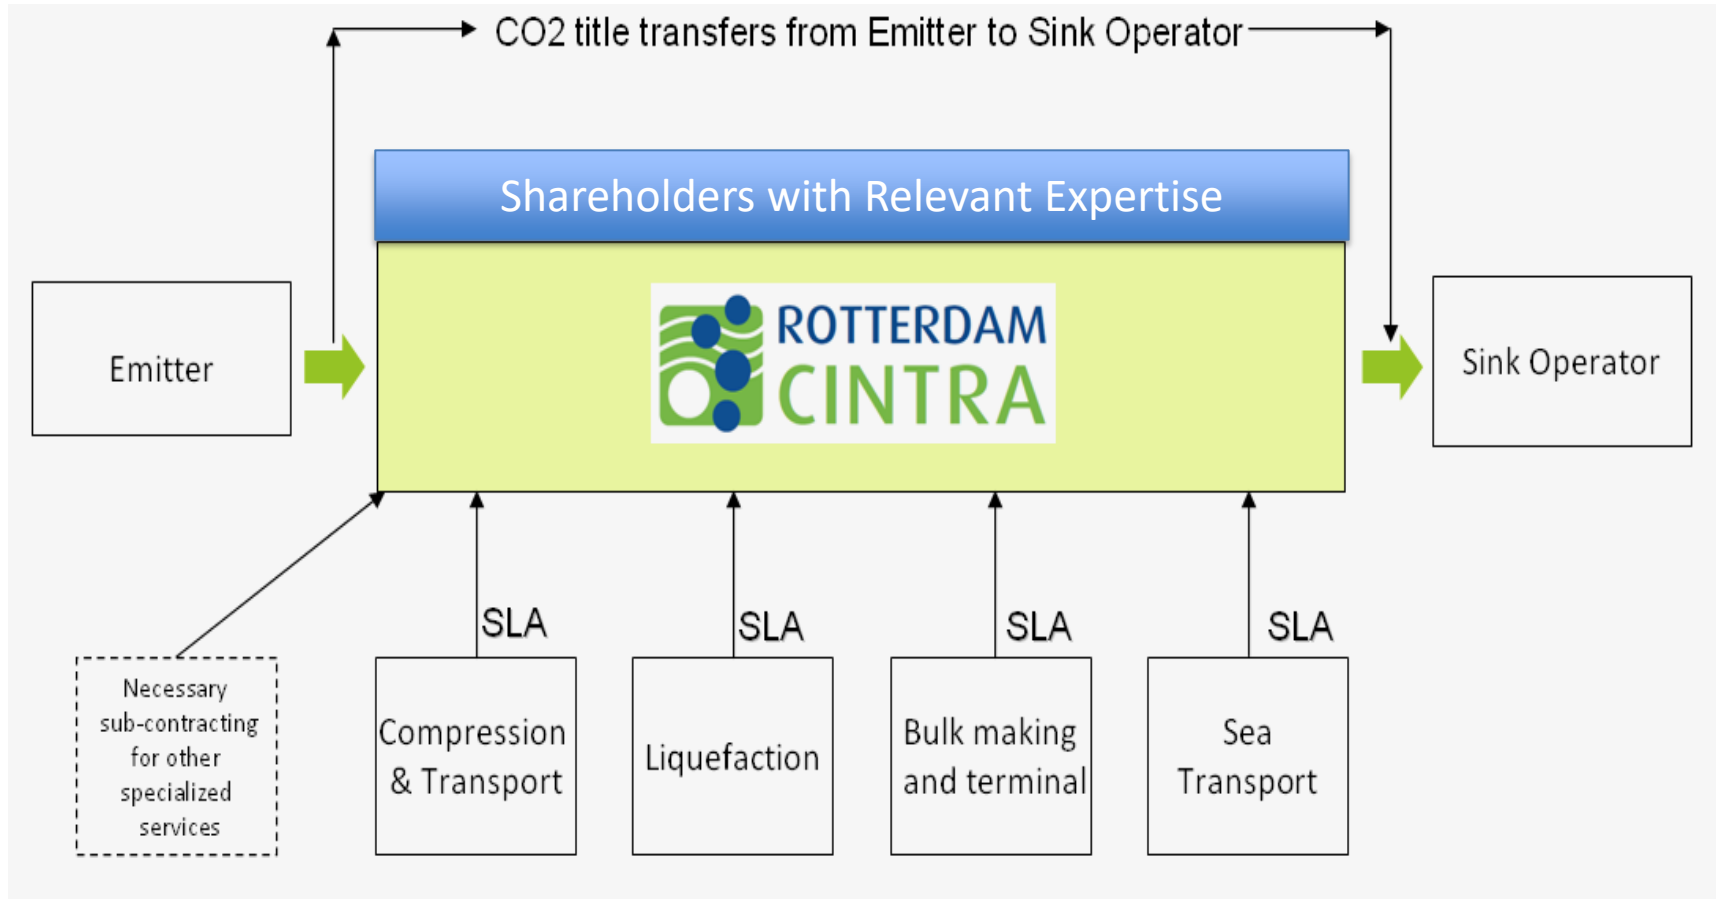 CO2 title transfers from Emitter to Sink Operator
Shareholders with Relevant Expertise
ROTTERDAM
CINTRA
Emitter
Sink Operator
SLA
SLA
SLA
SLA
Necessary
sub-contracting
for other
specialized
services
Compression
& Transport
Liquefaction
Bulk making
and terminal
Sea
Transport